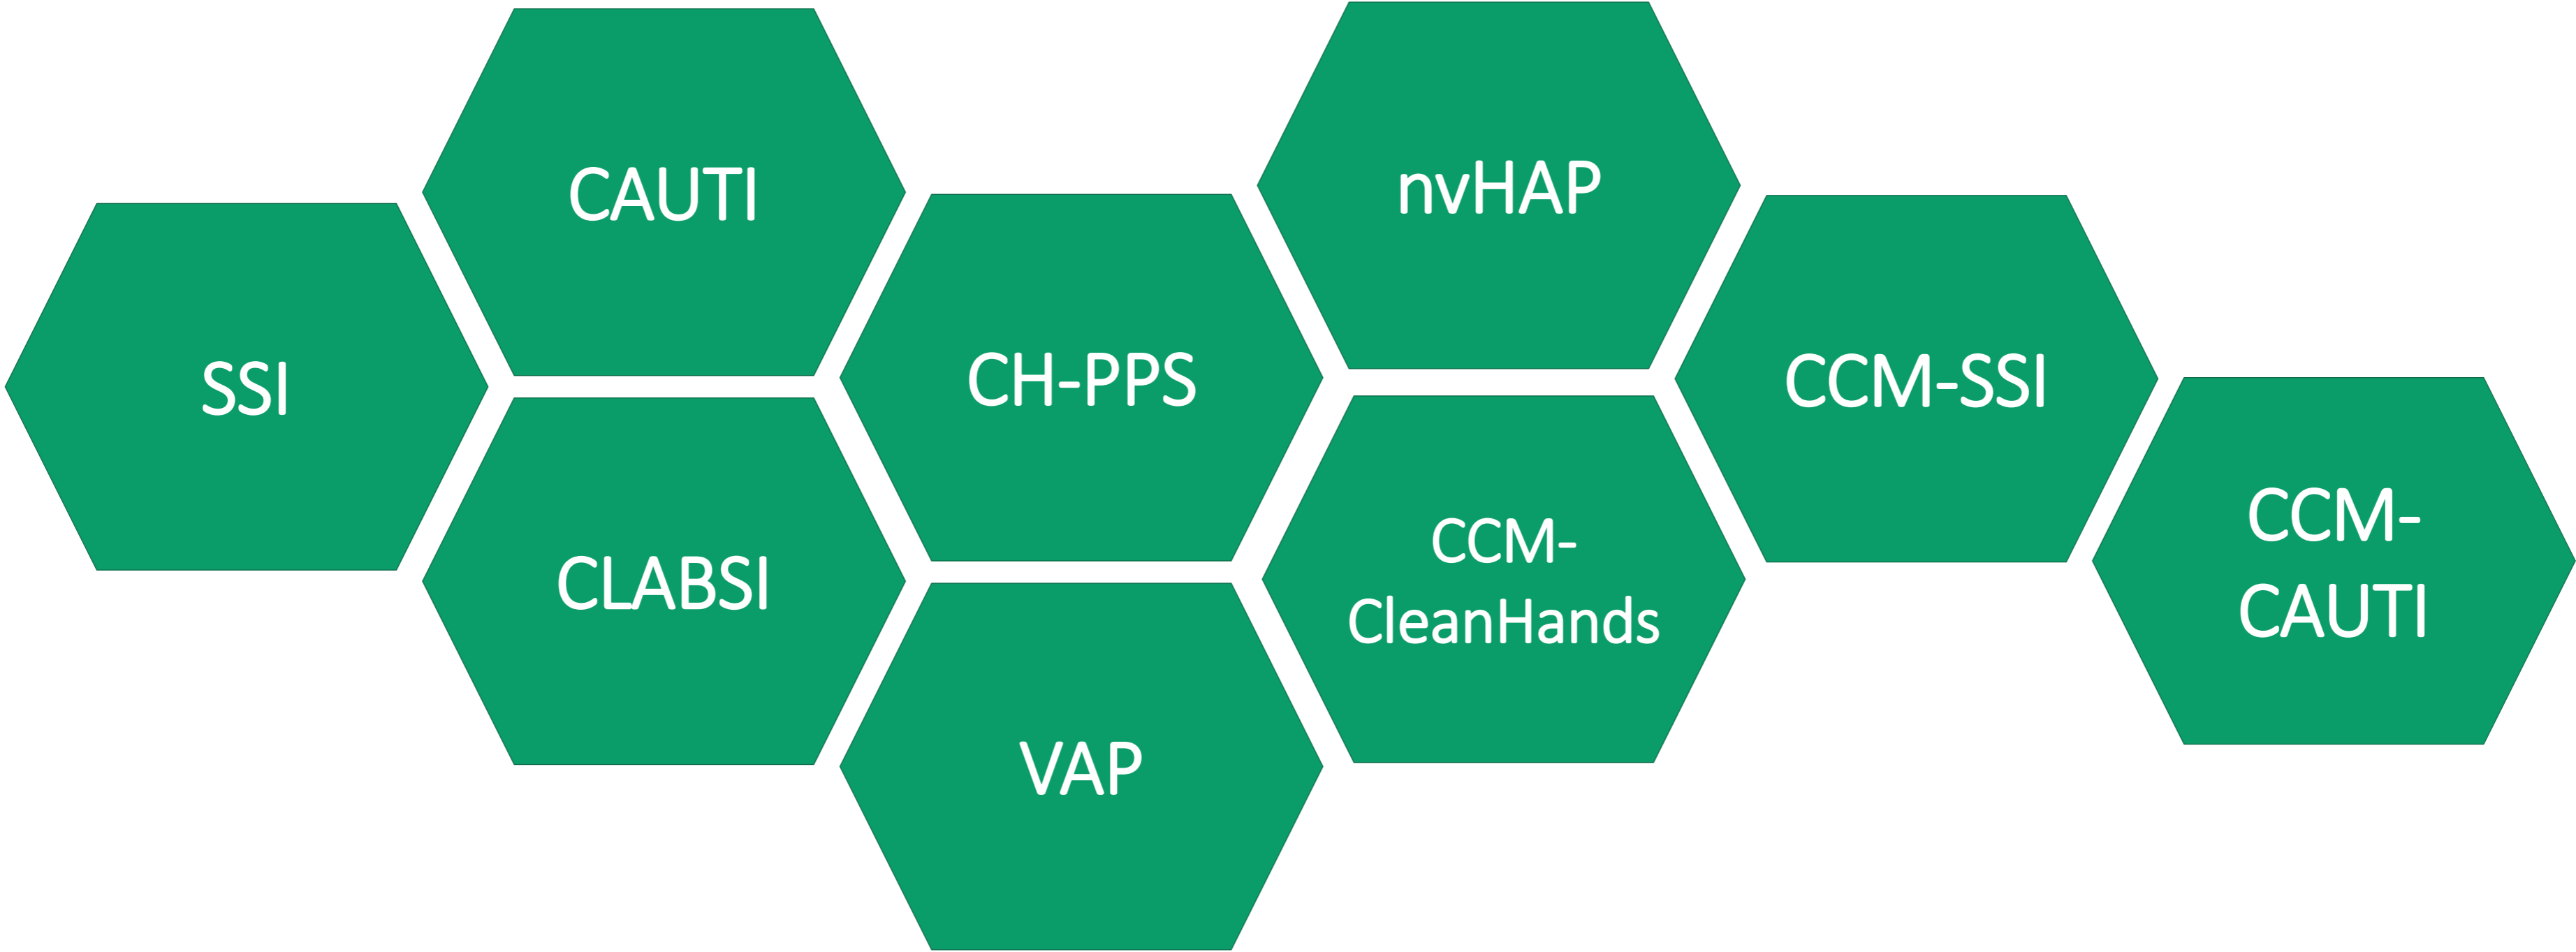 SSI
CAUTI
CLABSI
CH-PPS
VAP
nvHAP
CCM-
CleanHands
CCM-SSI
CCM-
CAUTI